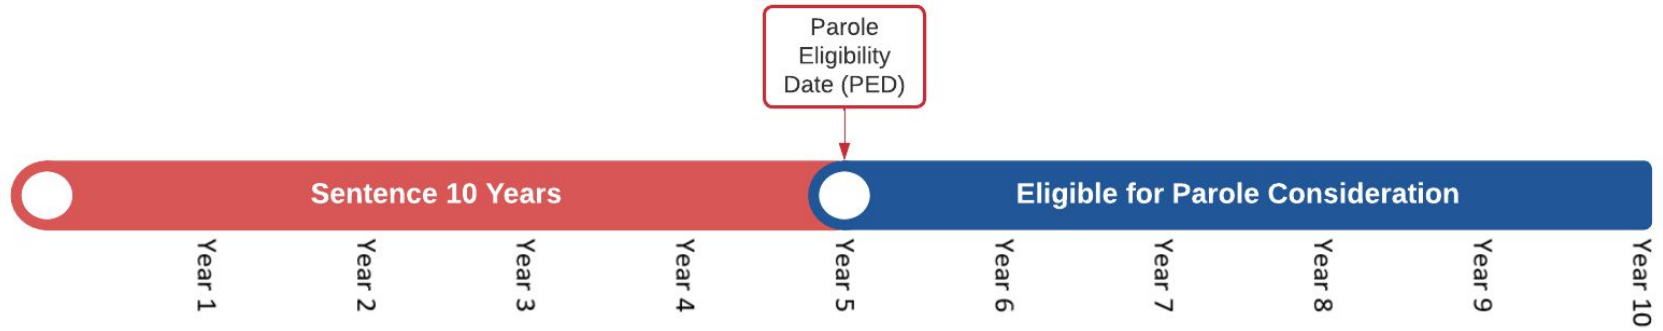 Parole
Eligibility
Date (PED)
Sentence 10 Years
Eligible for Parole Consideration
Year 1
Year 2
Year 3
Year 4
Year 5
Year 6
Year 7
Year 8
Year 9
Year 10